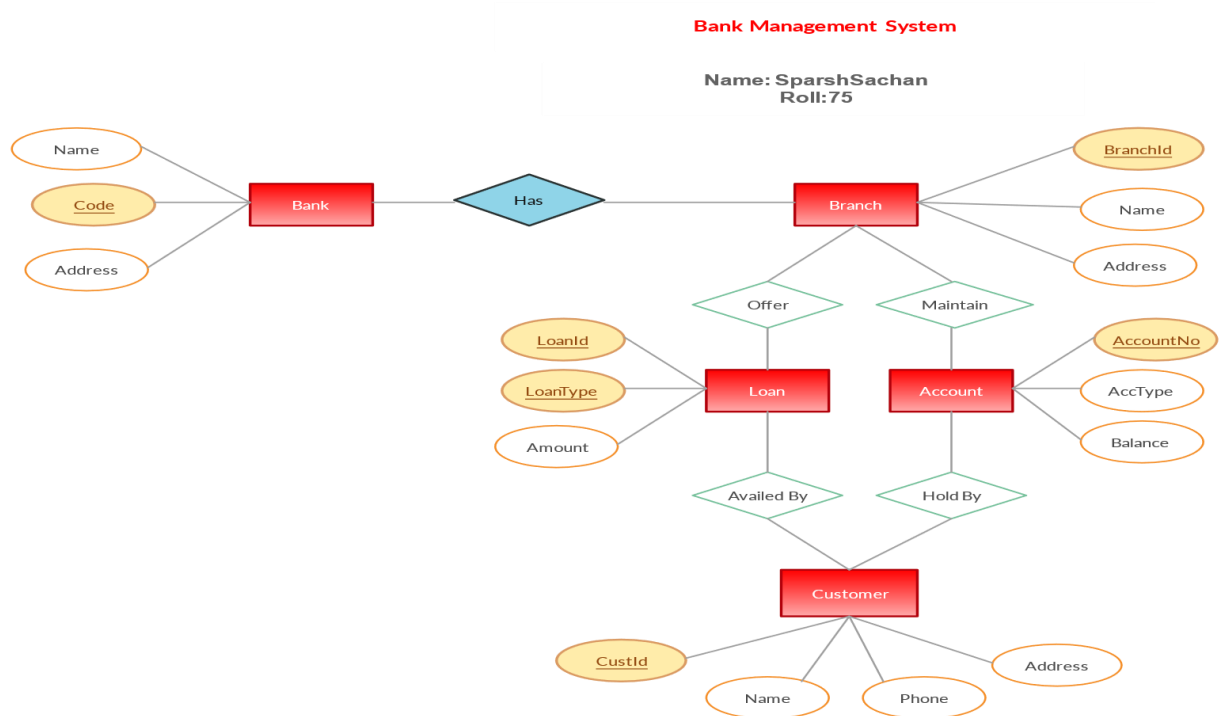 Bank Management System
Name: SparshSachan
Roll:75
Name
BranchId
Code
Bank
Has
Branch
Name
Address
Address
Offer
Maintain
LoanId
AccountNo
LoanType
Loan
Account
AccType
Amount
Balance
Availed By
Hold By
Customer
CustId
Address
Name
Phone